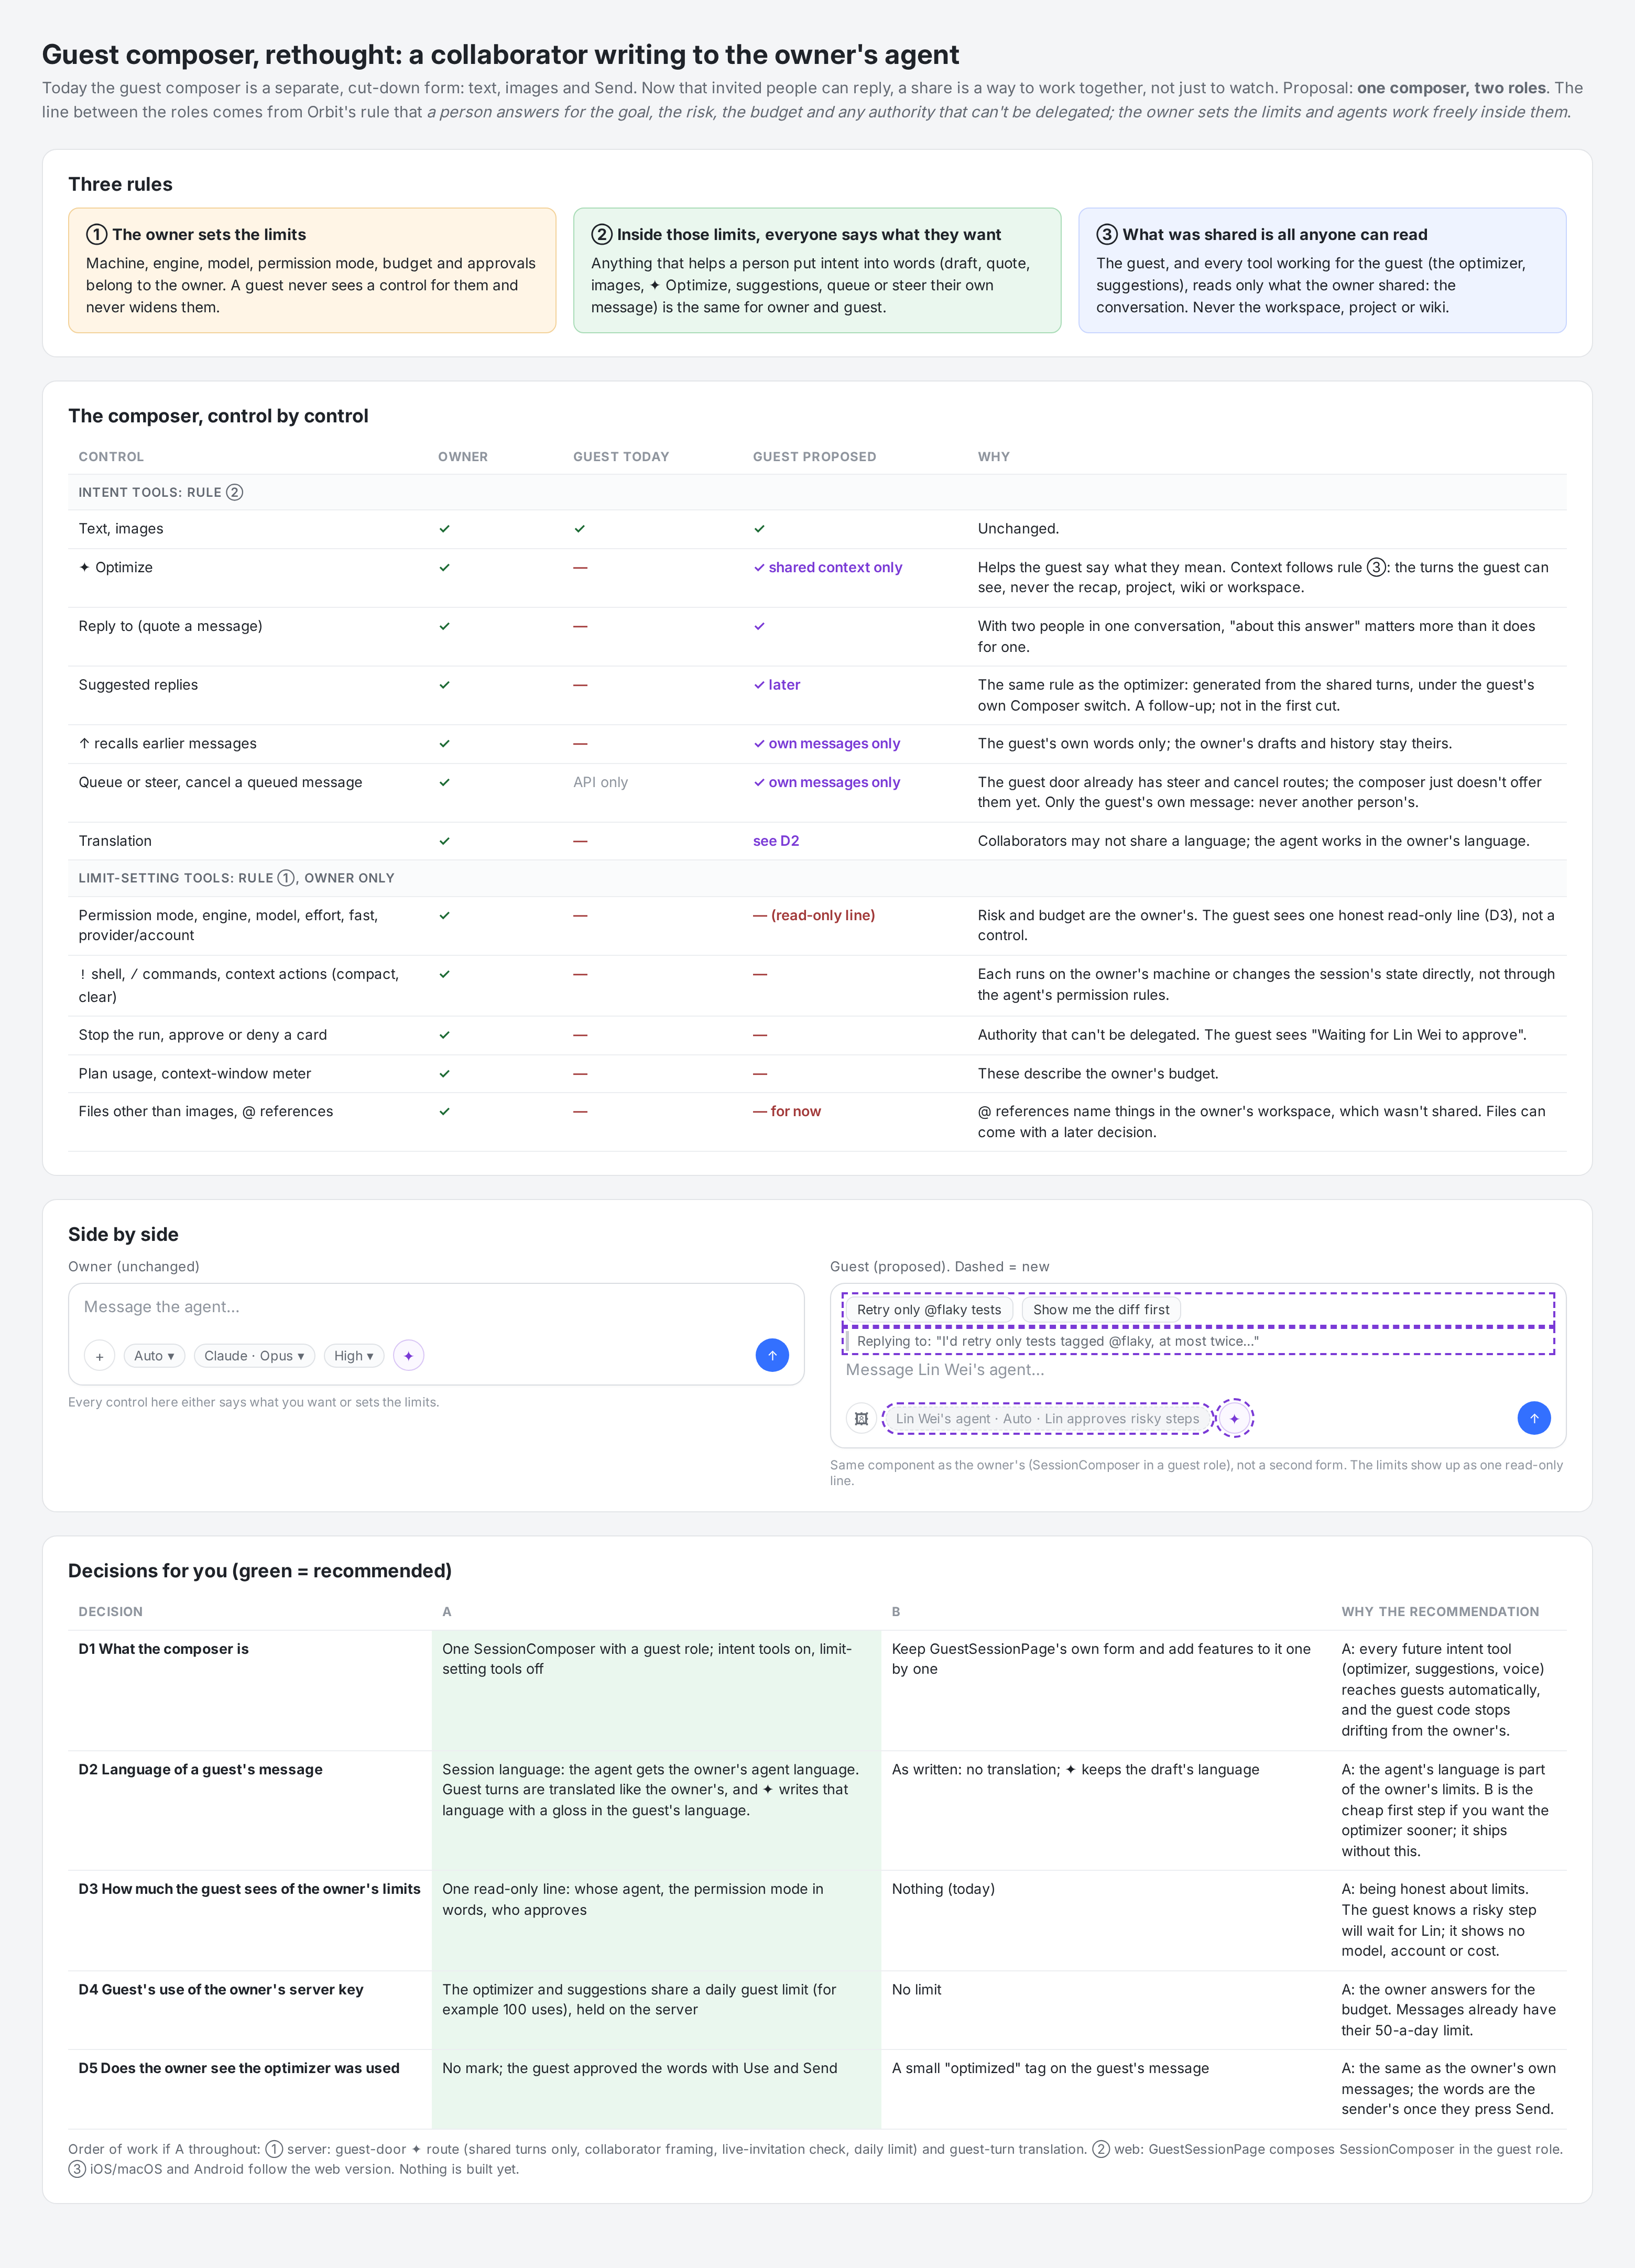 Guest composer, rethought: a collaborator writing to the owner's agent
Today the guest composer is a separate, cut-down form: text, images and Send. Now that invited people can reply, a share is a way to work together, not just to watch. Proposal: one composer, two roles. The
line between the roles comes from Orbit's rule that a person answers for the goal, the risk, the budget and any authority that can't be delegated; the owner sets the limits and agents work freely inside them.
Three rules
① The owner sets the limits
Machine, engine, model, permission mode, budget and approvals
belong to the owner. A guest never sees a control for them and
never widens them.
② Inside those limits, everyone says what they want
Anything that helps a person put intent into words (draft, quote,
images, ✦ Optimize, suggestions, queue or steer their own
message) is the same for owner and guest.
③ What was shared is all anyone can read
The guest, and every tool working for the guest (the optimizer,
suggestions), reads only what the owner shared: the
conversation. Never the workspace, project or wiki.
The composer, control by control
CONTROL OWNER GUEST TODAY GUEST PROPOSED WHY
INTENT TOOLS: RULE ②
Text, images ✓ ✓ ✓ Unchanged.
✦ Optimize ✓ — ✓ shared context only Helps the guest say what they mean. Context follows rule ③: the turns the guest can
see, never the recap, project, wiki or workspace.
Reply to (quote a message) ✓ — ✓ With two people in one conversation, "about this answer" matters more than it does
for one.
Suggested replies ✓ — ✓ later The same rule as the optimizer: generated from the shared turns, under the guest's
own Composer switch. A follow-up; not in the first cut.
↑ recalls earlier messages ✓ — ✓ own messages only The guest's own words only; the owner's drafts and history stay theirs.
Queue or steer, cancel a queued message ✓ API only ✓ own messages only The guest door already has steer and cancel routes; the composer just doesn't offer
them yet. Only the guest's own message: never another person's.
Translation ✓ — see D2 Collaborators may not share a language; the agent works in the owner's language.
LIMIT-SETTING TOOLS: RULE ①, OWNER ONLY
Permission mode, engine, model, effort, fast, ✓ — — (read-only line) Risk and budget are the owner's. The guest sees one honest read-only line (D3), not a
provider/account control.
! shell, / commands, context actions (compact, ✓ — — Each runs on the owner's machine or changes the session's state directly, not through
clear) the agent's permission rules.
Stop the run, approve or deny a card ✓ — — Authority that can't be delegated. The guest sees "Waiting for Lin Wei to approve".
Plan usage, context-window meter ✓ — — These describe the owner's budget.
Files other than images, @ references ✓ — — for now @ references name things in the owner's workspace, which wasn't shared. Files can
come with a later decision.
Side by side
Owner (unchanged)
Message the agent...
+ Auto ▾ Claude · Opus ▾ High ▾ ✦ ↑
Every control here either says what you want or sets the limits.
Guest (proposed). Dashed = new
Retry only @flaky tests Show me the diff first
Replying to: "I'd retry only tests tagged @flaky, at most twice..."
Message Lin Wei's agent...
Lin Wei's agent · Auto · Lin approves risky steps ✦ ↑
Same component as the owner's (SessionComposer in a guest role), not a second form. The limits show up as one read-only
line.
Decisions for you (green = recommended)
DECISION A B WHY THE RECOMMENDATION
D1 What the composer is
One SessionComposer with a guest role; intent tools on, limit-
setting tools off
Keep GuestSessionPage's own form and add features to it one
by one
A: every future intent tool
(optimizer, suggestions, voice)
reaches guests automatically,
and the guest code stops
drifting from the owner's.
D2 Language of a guest's message
Session language: the agent gets the owner's agent language.
Guest turns are translated like the owner's, and ✦ writes that
language with a gloss in the guest's language.
As written: no translation; ✦ keeps the draft's language
A: the agent's language is part
of the owner's limits. B is the
cheap first step if you want the
optimizer sooner; it ships
without this.
D3 How much the guest sees of the owner's limits
One read-only line: whose agent, the permission mode in
words, who approves
Nothing (today)
A: being honest about limits.
The guest knows a risky step
will wait for Lin; it shows no
model, account or cost.
D4 Guest's use of the owner's server key
The optimizer and suggestions share a daily guest limit (for
example 100 uses), held on the server
No limit
A: the owner answers for the
budget. Messages already have
their 50-a-day limit.
D5 Does the owner see the optimizer was used
No mark; the guest approved the words with Use and Send
A small "optimized" tag on the guest's message
A: the same as the owner's own
messages; the words are the
sender's once they press Send.
Order of work if A throughout: ① server: guest-door ✦ route (shared turns only, collaborator framing, live-invitation check, daily limit) and guest-turn translation. ② web: GuestSessionPage composes SessionComposer in the guest role.
③ iOS/macOS and Android follow the web version. Nothing is built yet.